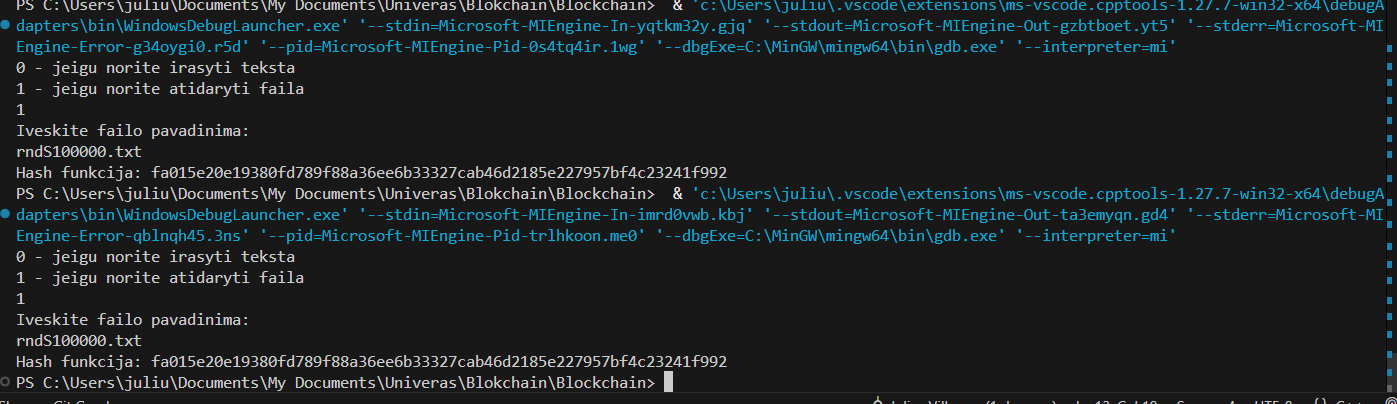 PS C:\Users\juliu\Documents\My Documents\Univeras\Blokchain\Blockchain>  & 'c:\Users\juliu\.vscode\extensions\ms-vscode.cpptools-1.27.7-win32-x64\debugA
dapters\bin\WindowsDebugLauncher.exe' '--stdin=Microsoft-MIEngine-In-yqtkm32y.gjq' '--stdout=Microsoft-MIEngine-Out-gzbtboet.yt5' '--stderr=Microsoft-MI
Engine-Error-g34oygi0.r5d' '--pid=Microsoft-MIEngine-Pid-0s4tq4ir.1wg' '--dbgExe=C:\MinGW\mingw64\bin\gdb.exe' '--interpreter=mi'
0 - jeigu norite irasyti teksta
1 - jeigu norite atidaryti faila
1
Iveskite failo pavadinima:
rndS100000.txt
Hash funkcija: fa015e20e19380fd789f88a36ee6b33327cab46d2185e227957bf4c23241f992
PS C:\Users\juliu\Documents\My Documents\Univeras\Blokchain\Blockchain>  & 'c:\Users\juliu\.vscode\extensions\ms-vscode.cpptools-1.27.7-win32-x64\debugA
dapters\bin\WindowsDebugLauncher.exe' '--stdin=Microsoft-MIEngine-In-imrd0vwb.kbj' '--stdout=Microsoft-MIEngine-Out-ta3emyqn.gd4' '--stderr=Microsoft-MI
Engine-Error-qblnqh45.3ns' '--pid=Microsoft-MIEngine-Pid-trlhkoon.me0' '--dbgExe=C:\MinGW\mingw64\bin\gdb.exe' '--interpreter=mi'
0 - jeigu norite irasyti teksta
1 - jeigu norite atidaryti faila
1
Iveskite failo pavadinima:
rndS100000.txt
Hash funkcija: fa015e20e19380fd789f88a36ee6b33327cab46d2185e227957bf4c23241f992
PS C:\Users\juliu\Documents\My Documents\Univeras\Blokchain\Blockchain>